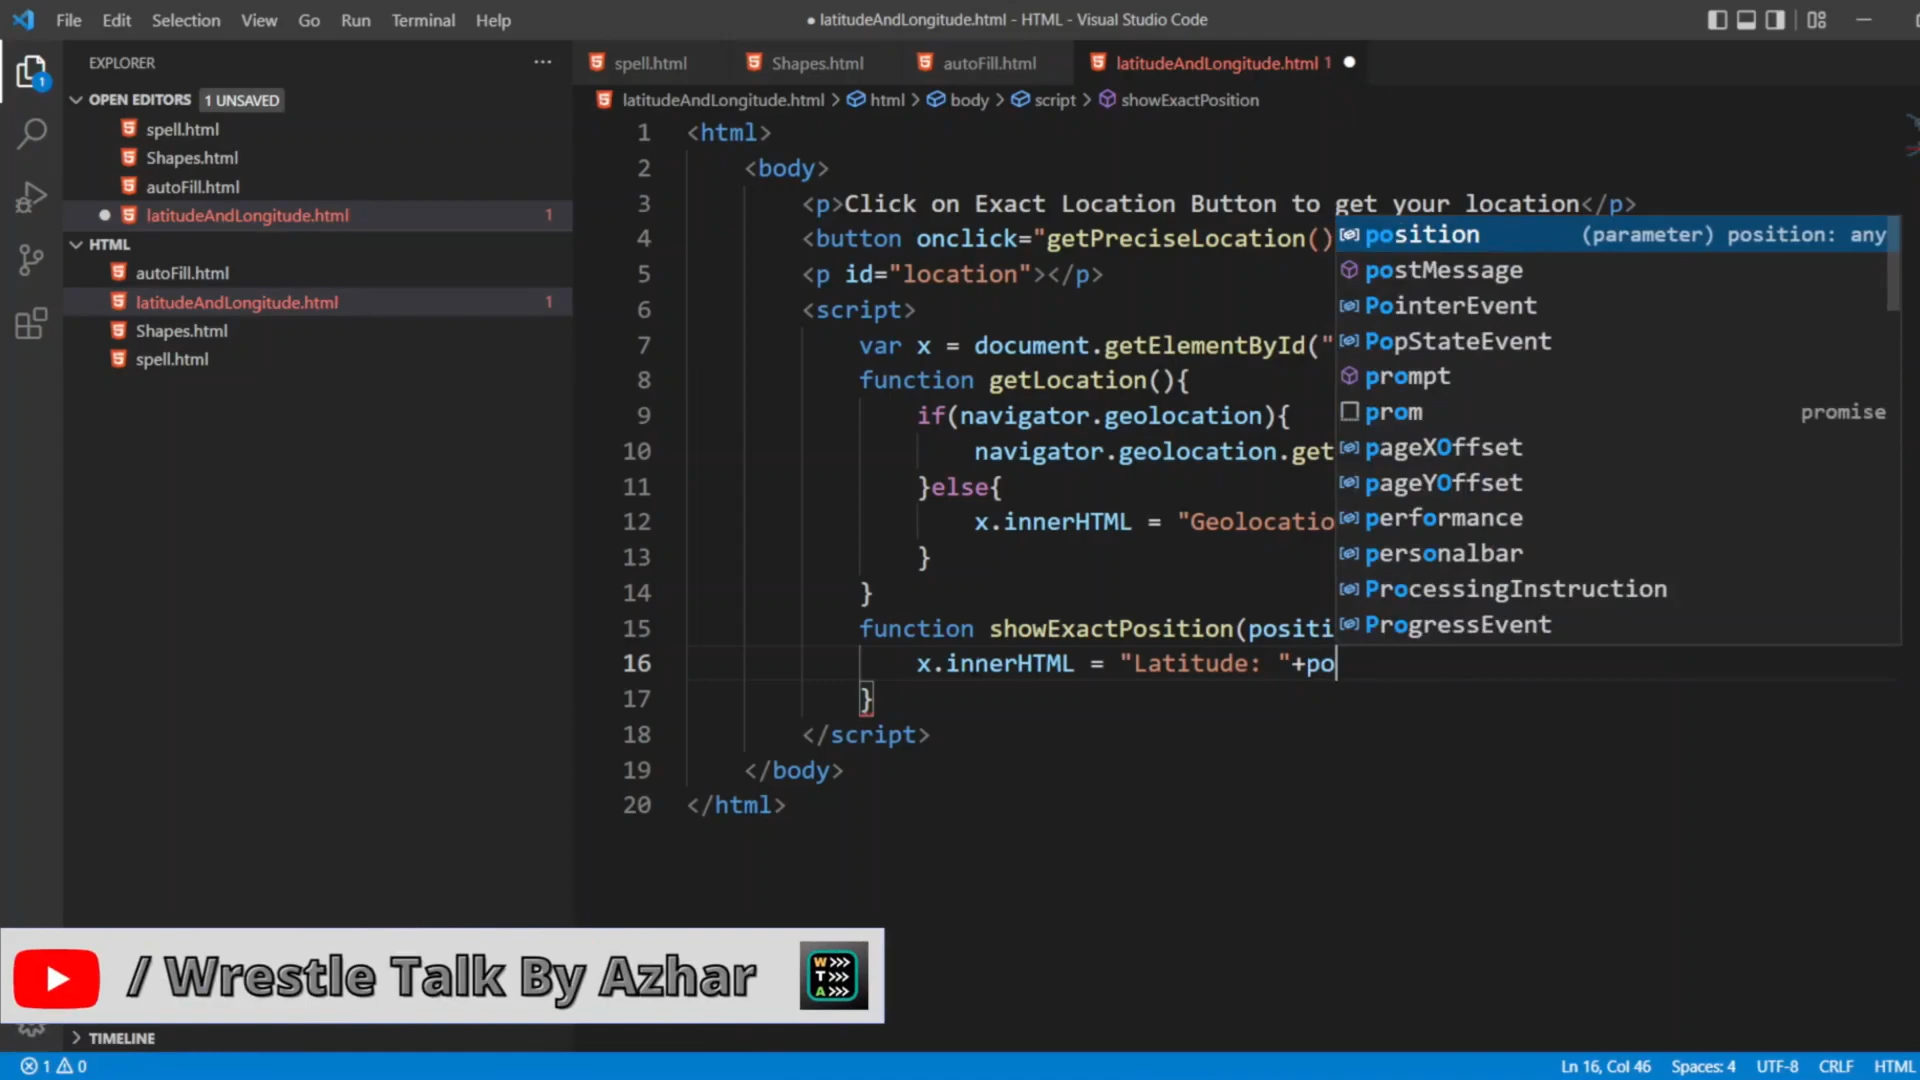 File Edit Selection View Go Run Terminal Help
● latitudeAndLongitude.html - HTML - Visual Studio Code
EXPLORER ···
OPEN EDITORS 1 UNSAVED
spell.html
Shapes.html
autoFill.html
latitudeAndLongitude.html 1
HTML
autoFill.html
latitudeAndLongitude.html 1
Shapes.html
spell.html
TIMELINE
spell.html Shapes.html autoFill.html latitudeAndLongitude.html 1
latitudeAndLongitude.html > html > body > script > showExactPosition
1 <html>
2 <body>
3 <p>Click on Exact Location Button to get your location</p>
4 <button onclick="getPreciseLocation()
5 <p id="location"></p>
6 <script>
7 var x = document.getElementById("
8 function getLocation(){
9 if(navigator.geolocation){
10 navigator.geolocation.get
11 }else{
12 x.innerHTML = "Geolocatio
13 }
14 }
15 function showExactPosition(positi
16 x.innerHTML = "Latitude: "+po
17 }
18 </script>
19 </body>
20 </html>
position (parameter) position: any
postMessage
PointerEvent
PopStateEvent
prompt
prom promise
pageXOffset
pageYOffset
performance
personalbar
ProcessingInstruction
ProgressEvent
/ Wrestle Talk By Azhar
W>>>
T>>>
A>>>
1 0 Ln 16, Col 46 Spaces: 4 UTF-8 CRLF HTML
1